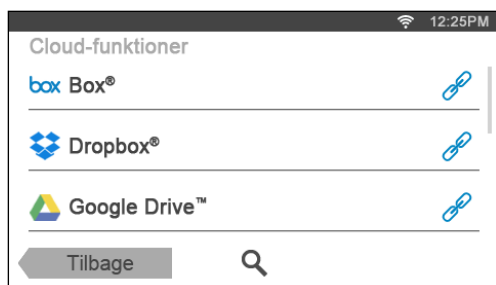 12:25PM
Cloud-funktioner
box Box®
Dropbox®
Google Drive™
Tilbage